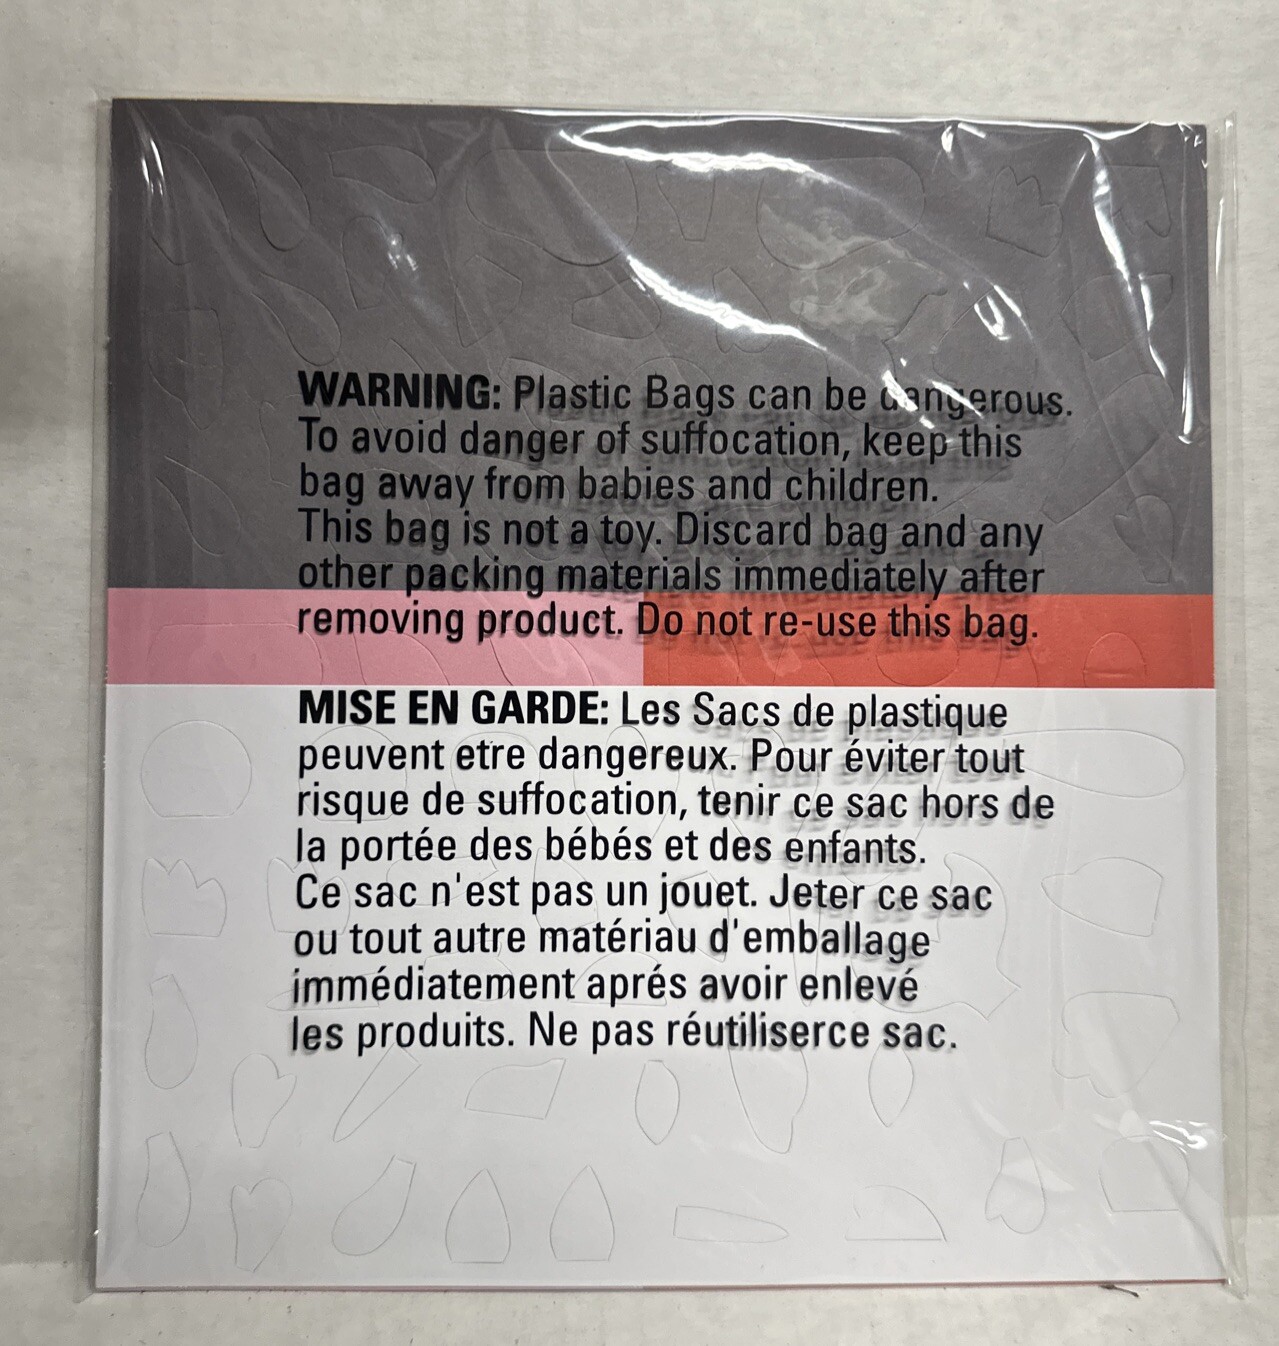 WARNING: Plastic Bags can be dangerous.
To avoid danger of suffocation, keep this
bag away from babies and children.
This bag is not a toy. Discard bag and any
other packing materials immediately after
removing product. Do not re-use this bag.
MISE EN GARDE: Les Sacs de plastique
peuvent etre dangereux. Pour éviter tout
risque de suffocation, tenir ce sac hors de
la portée des bébés et des enfants.
Ce sac n'est pas un jouet. Jeter ce sac
ou tout autre matériau d'emballage
immédiatement aprés avoir enlevé
les produits. Ne pas réutiliserce sac.